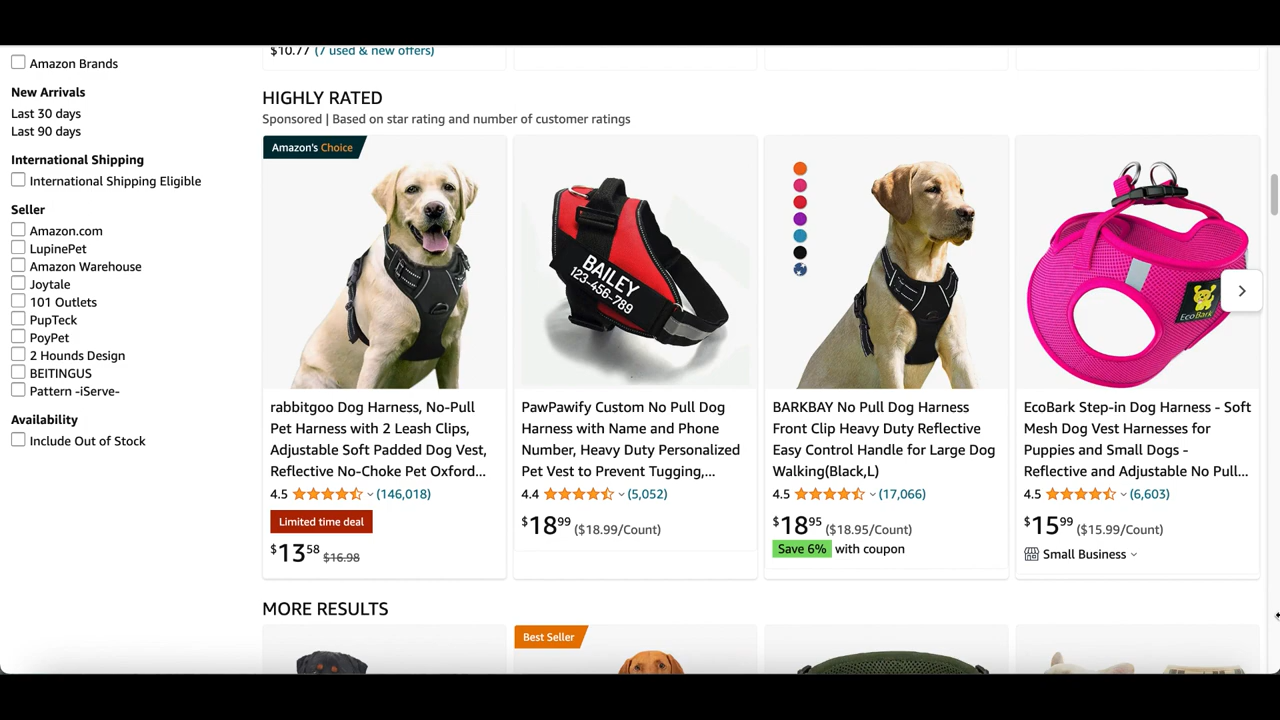 $10.77 (7 used & new offers)
Amazon Brands
New Arrivals
Last 30 days
Last 90 days
International Shipping
International Shipping Eligible
Seller
Amazon.com
LupinePet
Amazon Warehouse
Joytale
101 Outlets
PupTeck
PoyPet
2 Hounds Design
BEITINGUS
Pattern -iServe-
Availability
Include Out of Stock
HIGHLY RATED
Sponsored | Based on star rating and number of customer ratings
Amazon's Choice
rabbitgoo Dog Harness, No-Pull
Pet Harness with 2 Leash Clips,
Adjustable Soft Padded Dog Vest,
Reflective No-Choke Pet Oxford...
4.5 (146,018)
Limited time deal
$13.58 $16.98
BAILEY
123-456-789
PawPawify Custom No Pull Dog
Harness with Name and Phone
Number, Heavy Duty Personalized
Pet Vest to Prevent Tugging,...
4.4 (5,052)
$18.99 ($18.99/Count)
BARKBAY No Pull Dog Harness
Front Clip Heavy Duty Reflective
Easy Control Handle for Large Dog
Walking(Black,L)
4.5 (17,066)
$18.95 ($18.95/Count)
Save 6% with coupon
EcoBark
EcoBark Step-in Dog Harness - Soft
Mesh Dog Vest Harnesses for
Puppies and Small Dogs -
Reflective and Adjustable No Pull...
4.5 (6,603)
$15.99 ($15.99/Count)
Small Business
MORE RESULTS
Best Seller